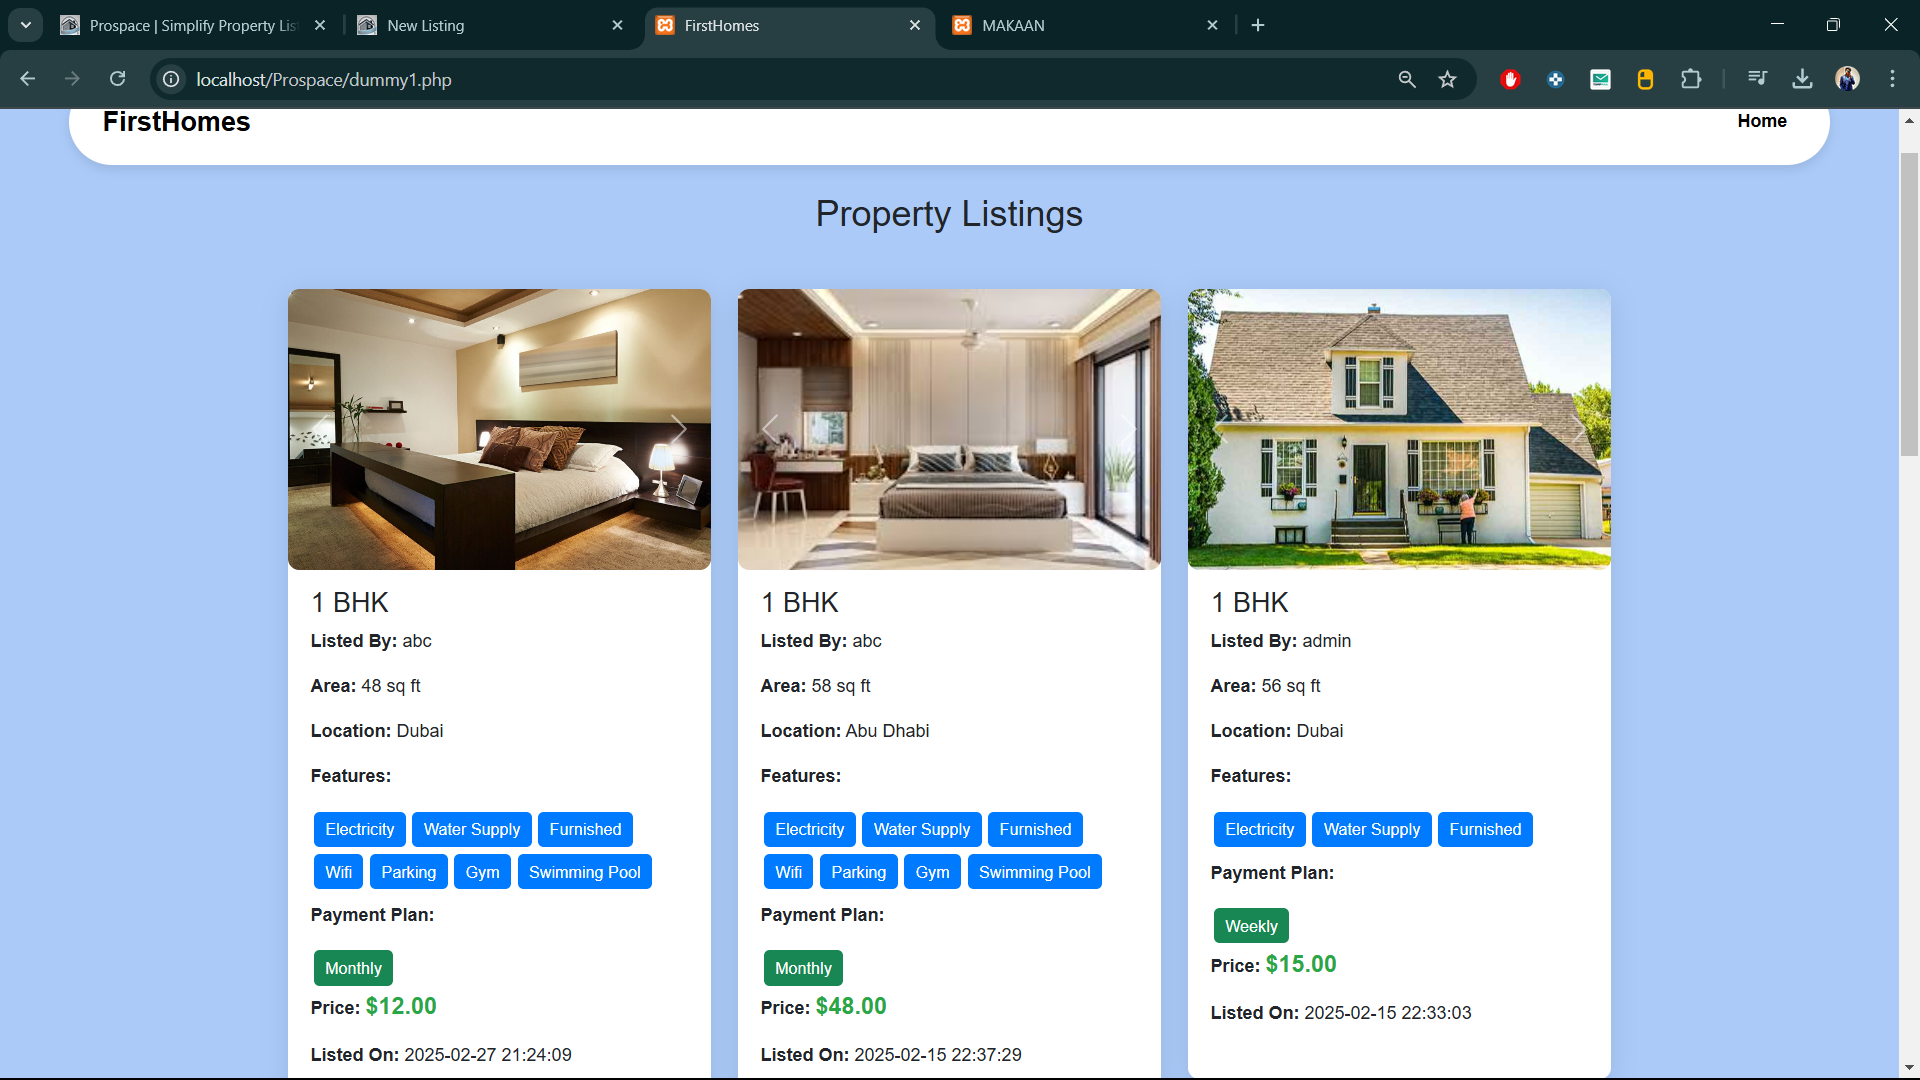 Prospace | Simplify Property Lis
New Listing
FirstHomes
MAKAAN
localhost/Prospace/dummy1.php
FirstHomes
Home
Property Listings
1 BHK
Listed By: abc
Area: 48 sq ft
Location: Dubai
Features:
Electricity Water Supply Furnished
Wifi Parking Gym Swimming Pool
Payment Plan:
Monthly
Price: $12.00
Listed On: 2025-02-27 21:24:09
1 BHK
Listed By: abc
Area: 58 sq ft
Location: Abu Dhabi
Features:
Electricity Water Supply Furnished
Wifi Parking Gym Swimming Pool
Payment Plan:
Monthly
Price: $48.00
Listed On: 2025-02-15 22:37:29
1 BHK
Listed By: admin
Area: 56 sq ft
Location: Dubai
Features:
Electricity Water Supply Furnished
Payment Plan:
Weekly
Price: $15.00
Listed On: 2025-02-15 22:33:03